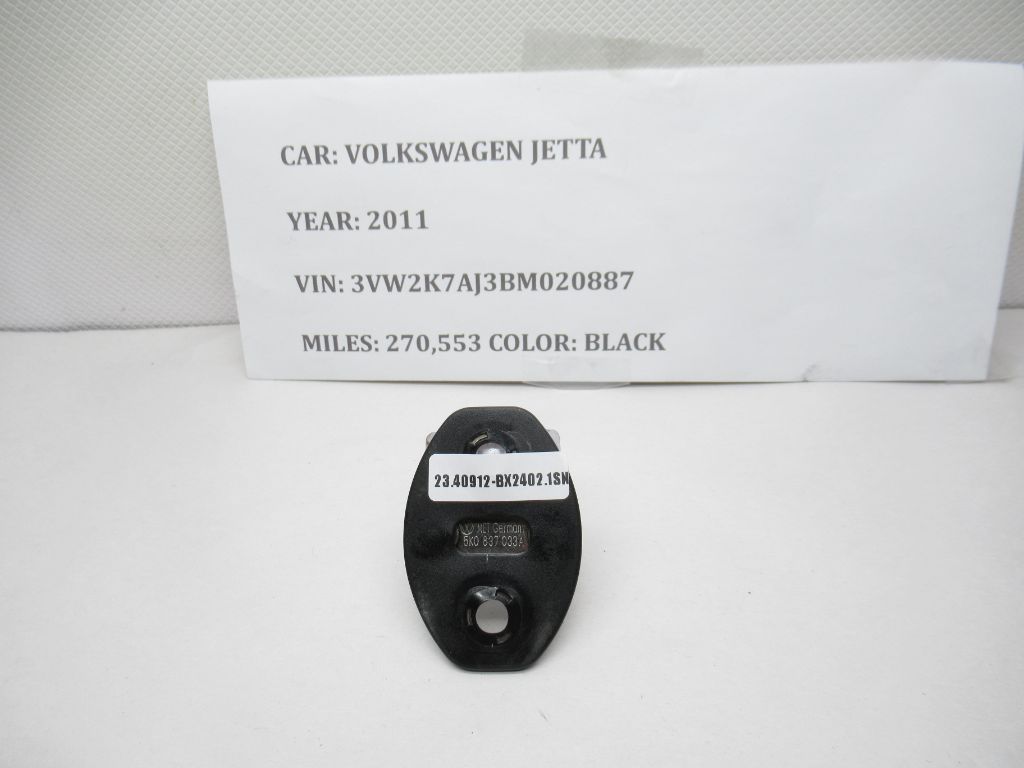 CAR: VOLKSWAGEN JETTA
YEAR: 2011
VIN: 3VW2K7AJ3BM020887
MILES: 270,553 COLOR: BLACK
23.40912-BX2402.1SN
Germany
5K0 837 033A